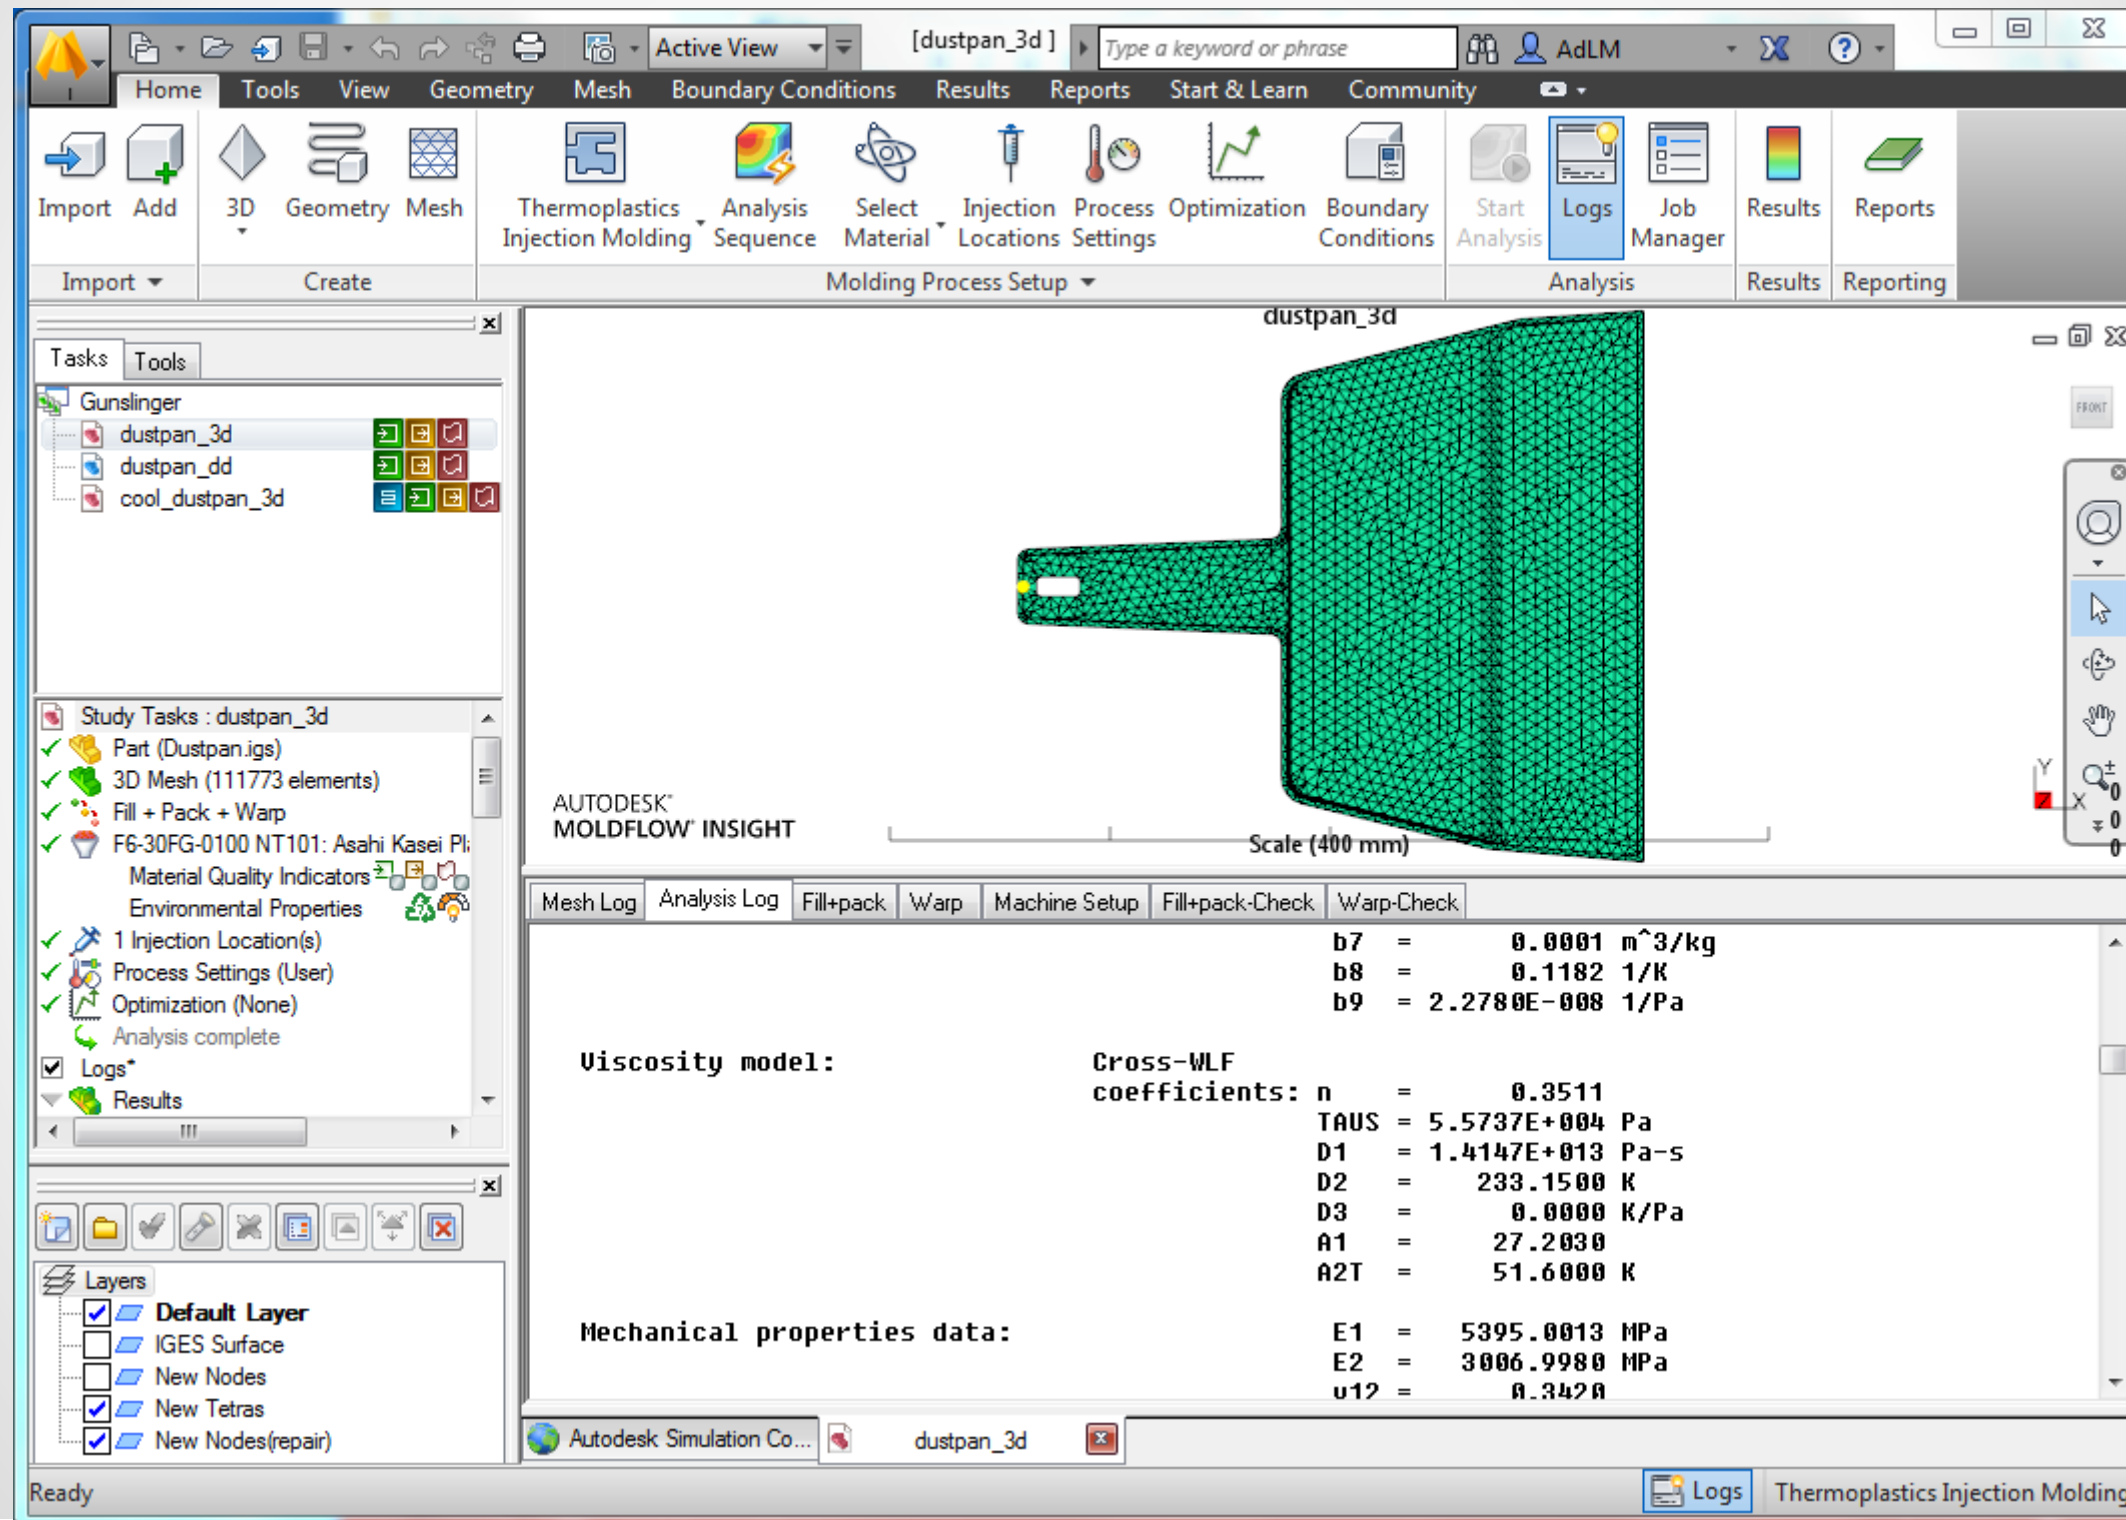 Active View
[dustpan_3d ]
Type a keyword or phrase
AdLM
Home Tools View Geometry Mesh Boundary Conditions Results Reports Start & Learn Community
Import Add 3D Geometry Mesh
Thermoplastics Injection Molding
Analysis Sequence
Select Material
Injection Locations
Process Settings
Optimization
Boundary Conditions
Start Analysis
Logs
Job Manager
Results
Reports
Import Create Molding Process Setup Analysis Results Reporting
Tasks Tools
Gunslinger
dustpan_3d
dustpan_dd
cool_dustpan_3d
Study Tasks : dustpan_3d
Part (Dustpan.igs)
3D Mesh (111773 elements)
Fill + Pack + Warp
F6-30FG-0100 NT101: Asahi Kasei
Material Quality Indicators
Environmental Properties
1 Injection Location(s)
Process Settings (User)
Optimization (None)
Analysis complete
Logs*
Results
Layers
Default Layer
IGES Surface
New Nodes
New Tetras
New Nodes(repair)
dustpan_3d
FRONT
AUTODESK®
MOLDFLOW® INSIGHT
Scale (400 mm)
Y
Z X
0
0
0
Mesh Log Analysis Log Fill+pack Warp Machine Setup Fill+pack-Check Warp-Check
b7 = 0.0001 m^3/kg
b8 = 0.1182 1/K
b9 = 2.2780E-008 1/Pa
Viscosity model: Cross-WLF
coefficients: n = 0.3511
TAUS = 5.5737E+004 Pa
D1 = 1.4147E+013 Pa-s
D2 = 233.1500 K
D3 = 0.0000 K/Pa
A1 = 27.2030
A2T = 51.6000 K
Mechanical properties data: E1 = 5395.0013 MPa
E2 = 3006.9980 MPa
v12 = 0.3420
Autodesk Simulation Co...
dustpan_3d
Ready
Logs
Thermoplastics Injection Molding